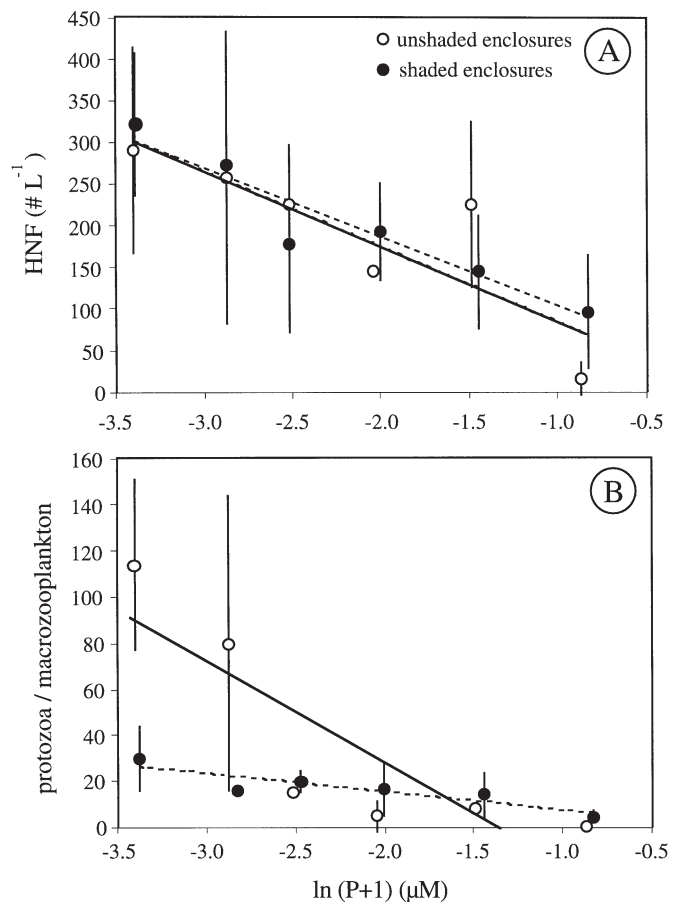 450
400
350
300
250
200
150
100
50
0
HNF (# L⁻¹)
unshaded enclosures
shaded enclosures
A
-3.5 -3.0 -2.5 -2.0 -1.5 -1.0 -0.5
160
140
120
100
80
60
40
20
0
protozoa / macrozooplankton
B
-3.5 -3.0 -2.5 -2.0 -1.5 -1.0 -0.5
ln (P+1) (µM)